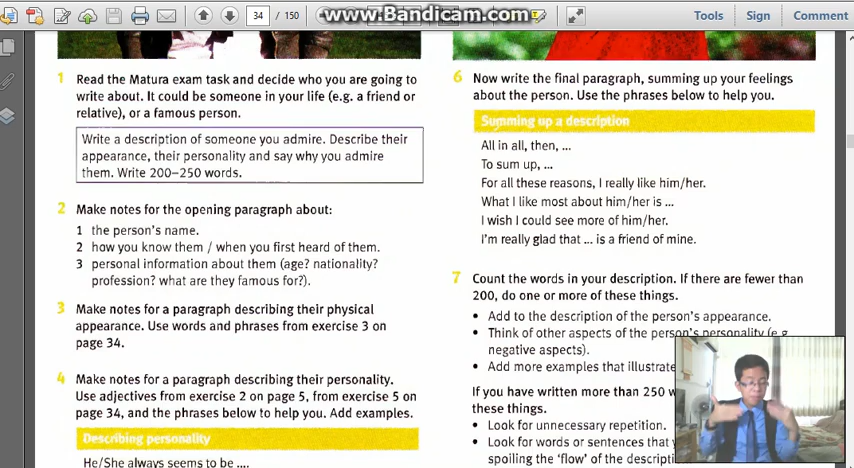 34 / 150
www.Bandicam.com
Tools
Sign
Comment
1 Read the Matura exam task and decide who you are going to
write about. It could be someone in your life (e.g. a friend or
relative), or a famous person.
Write a description of someone you admire. Describe their
appearance, their personality and say why you admire
them. Write 200–250 words.
2 Make notes for the opening paragraph about:
1 the person's name.
2 how you know them / when you first heard of them.
3 personal information about them (age? nationality?
profession? what are they famous for?).
3 Make notes for a paragraph describing their physical
appearance. Use words and phrases from exercise 3 on
page 34.
4 Make notes for a paragraph describing their personality.
Use adjectives from exercise 2 on page 5, from exercise 5 on
page 34, and the phrases below to help you. Add examples.
Describing personality
He/She always seems to be ....
6 Now write the final paragraph, summing up your feelings
about the person. Use the phrases below to help you.
Summing up a description
All in all, then, ...
To sum up, ...
For all these reasons, I really like him/her.
What I like most about him/her is ...
I wish I could see more of him/her.
I'm really glad that ... is a friend of mine.
7 Count the words in your description. If there are fewer than
200, do one or more of these things.
• Add to the description of the person's appearance.
• Think of other aspects of the person's personality (e.g.
negative aspects).
• Add more examples that illustrate
If you have written more than 250 w
these things.
• Look for unnecessary repetition.
• Look for words or sentences that
spoiling the 'flow' of the descripti